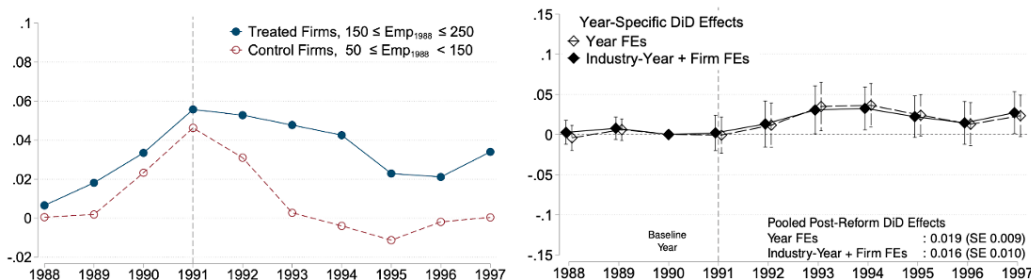 .1
.08
.06
.04
.02
0
-.02
Treated Firms, 150 ≤ Emp1988 ≤ 250
Control Firms, 50 ≤ Emp1988 < 150
1988 1989 1990 1991 1992 1993 1994 1995 1996 1997
.15
.1
.05
0
-.05
-.1
-.15
Year-Specific DiD Effects
Year FEs
Industry-Year + Firm FEs
Baseline
Year
Pooled Post-Reform DiD Effects
Year FEs : 0.019 (SE 0.009)
Industry-Year + Firm FEs : 0.016 (SE 0.010)
1988 1989 1990 1991 1992 1993 1994 1995 1996 1997